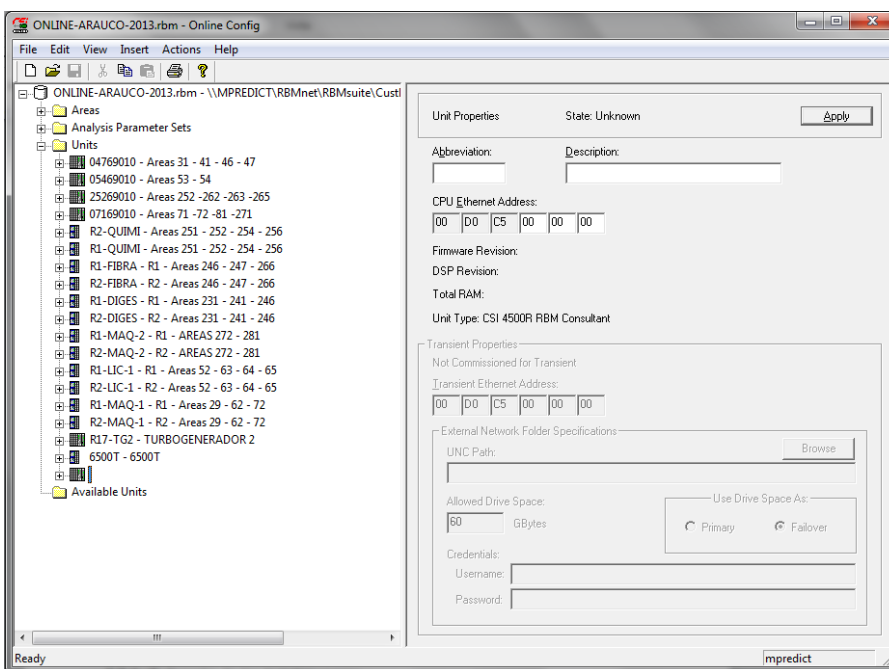 ONLINE-ARAUCO-2013.rbm - Online Config
File Edit View Insert Actions Help
ONLINE-ARAUCO-2013.rbm - \\MPREDICT\RBMnet\RBMsuite\Custl
Areas
Analysis Parameter Sets
Units
04769010 - Areas 31 - 41 - 46 - 47
05469010 - Areas 53 - 54
25269010 - Areas 252 -262 -263 -265
07169010 - Areas 71 -72 -81 -271
R2-QUIMI - Areas 251 - 252 - 254 - 256
R1-QUIMI - Areas 251 - 252 - 254 - 256
R1-FIBRA - R1 - Areas 246 - 247 - 266
R2-FIBRA - R2 - Areas 246 - 247 - 266
R1-DIGES - R1 - Areas 231 - 241 - 246
R2-DIGES - R2 - Areas 231 - 241 - 246
R1-MAQ-2 - R1 - AREAS 272 - 281
R2-MAQ-2 - R2 - AREAS 272 - 281
R1-LIC-1 - R1 - Areas 52 - 63 - 64 - 65
R2-LIC-1 - R2 - Areas 52 - 63 - 64 - 65
R1-MAQ-1 - R1 - Areas 29 - 62 - 72
R2-MAQ-1 - R2 - Areas 29 - 62 - 72
R17-TG2 - TURBOGENERADOR 2
6500T - 6500T
Available Units
Unit Properties State: Unknown Apply
Abbreviation: Description:
CPU Ethernet Address:
00 D0 C5 00 00 00
Firmware Revision:
DSP Revision:
Total RAM:
Unit Type: CSI 4500R RBM Consultant
Transient Properties
Not Commissioned for Transient
Transient Ethernet Address:
00 D0 C5 00 00 00
External Network Folder Specifications
UNC Path: Browse
Allowed Drive Space: Use Drive Space As:
60 GBytes Primary Failover
Credentials:
Username:
Password:
Ready mpredict